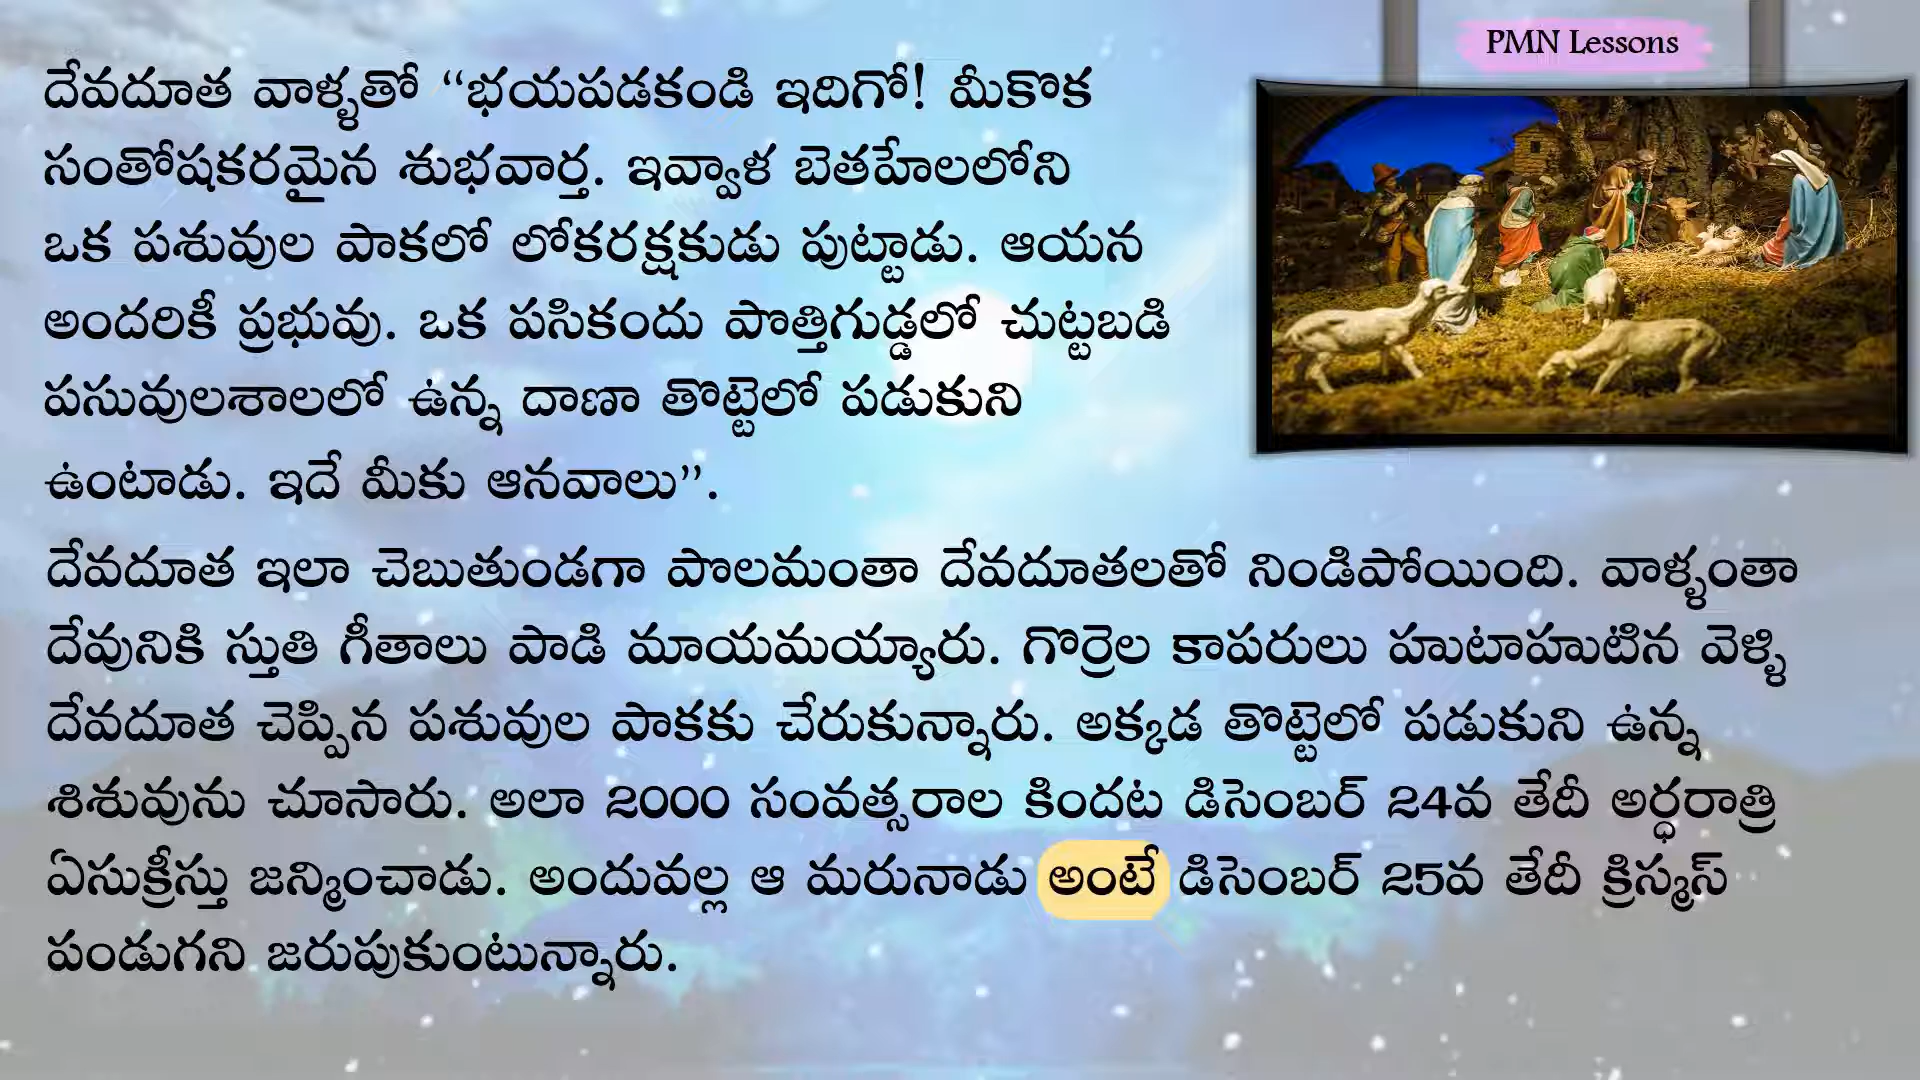 PMN Lessons
దేవదూత వాళ్ళతో “భయపడకండి ఇదిగో! మీకొక
సంతోషకరమైన శుభవార్త. ఇవ్వాళ బెతహేలలోని
ఒక పశువుల పాకలో లోకరక్షకుడు పుట్టాడు. ఆయన
అందరికీ ప్రభువు. ఒక పసికందు పొత్తిగుడ్డలో చుట్టబడి
పసువులశాలలో ఉన్న దాణా తొట్టెలో పడుకుని
ఉంటాడు. ఇదే మీకు ఆనవాలు”.
దేవదూత ఇలా చెబుతుండగా పొలమంతా దేవదూతలతో నిండిపోయింది. వాళ్ళంతా
దేవునికి స్తుతి గీతాలు పాడి మాయమయ్యారు. గొర్రెల కాపరులు హుటాహుటిన వెళ్ళి
దేవదూత చెప్పిన పశువుల పాకకు చేరుకున్నారు. అక్కడ తొట్టెలో పడుకుని ఉన్న
శిశువును చూసారు. అలా 2000 సంవత్సరాల కిందట డిసెంబర్ 24వ తేదీ అర్ధరాత్రి
ఏసుక్రీస్తు జన్మించాడు. అందువల్ల ఆ మరునాడు అంటే డిసెంబర్ 25వ తేదీ క్రిస్మస్
పండుగని జరుపుకుంటున్నారు.